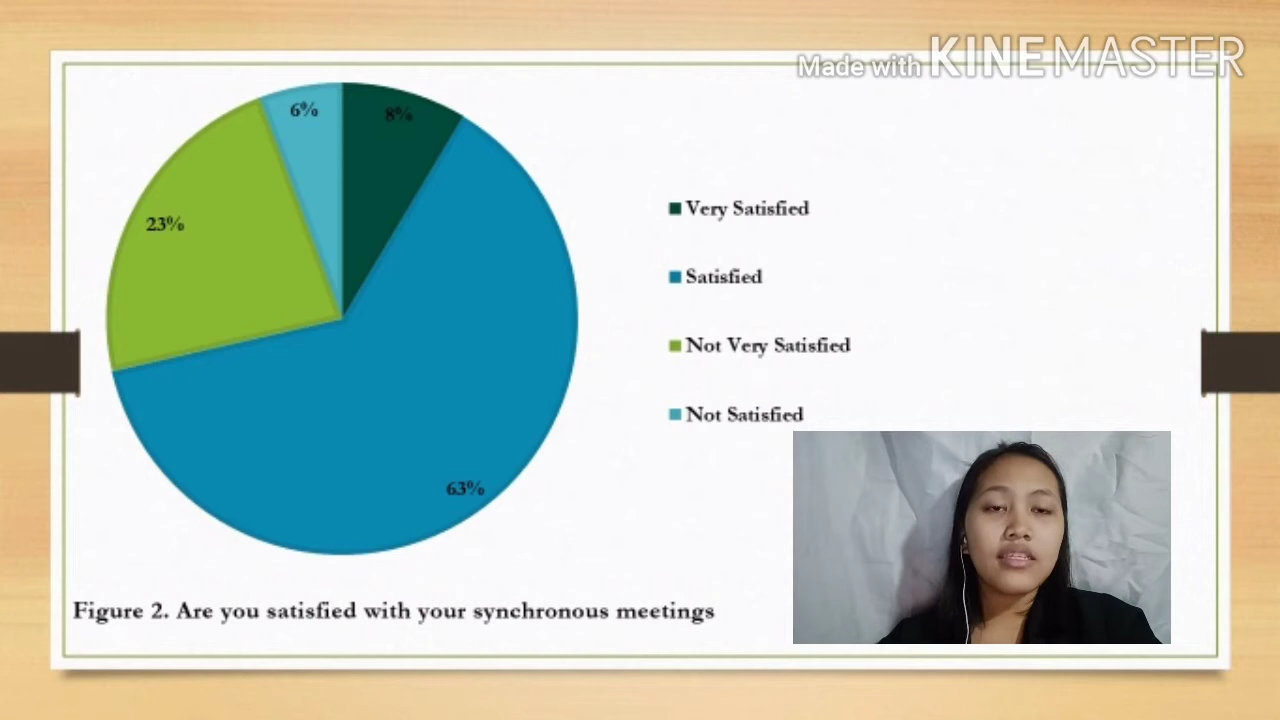 Made with KINEMASTER
6%
8%
23%
63%
Very Satisfied
Satisfied
Not Very Satisfied
Not Satisfied
Figure 2. Are you satisfied with your synchronous meetings